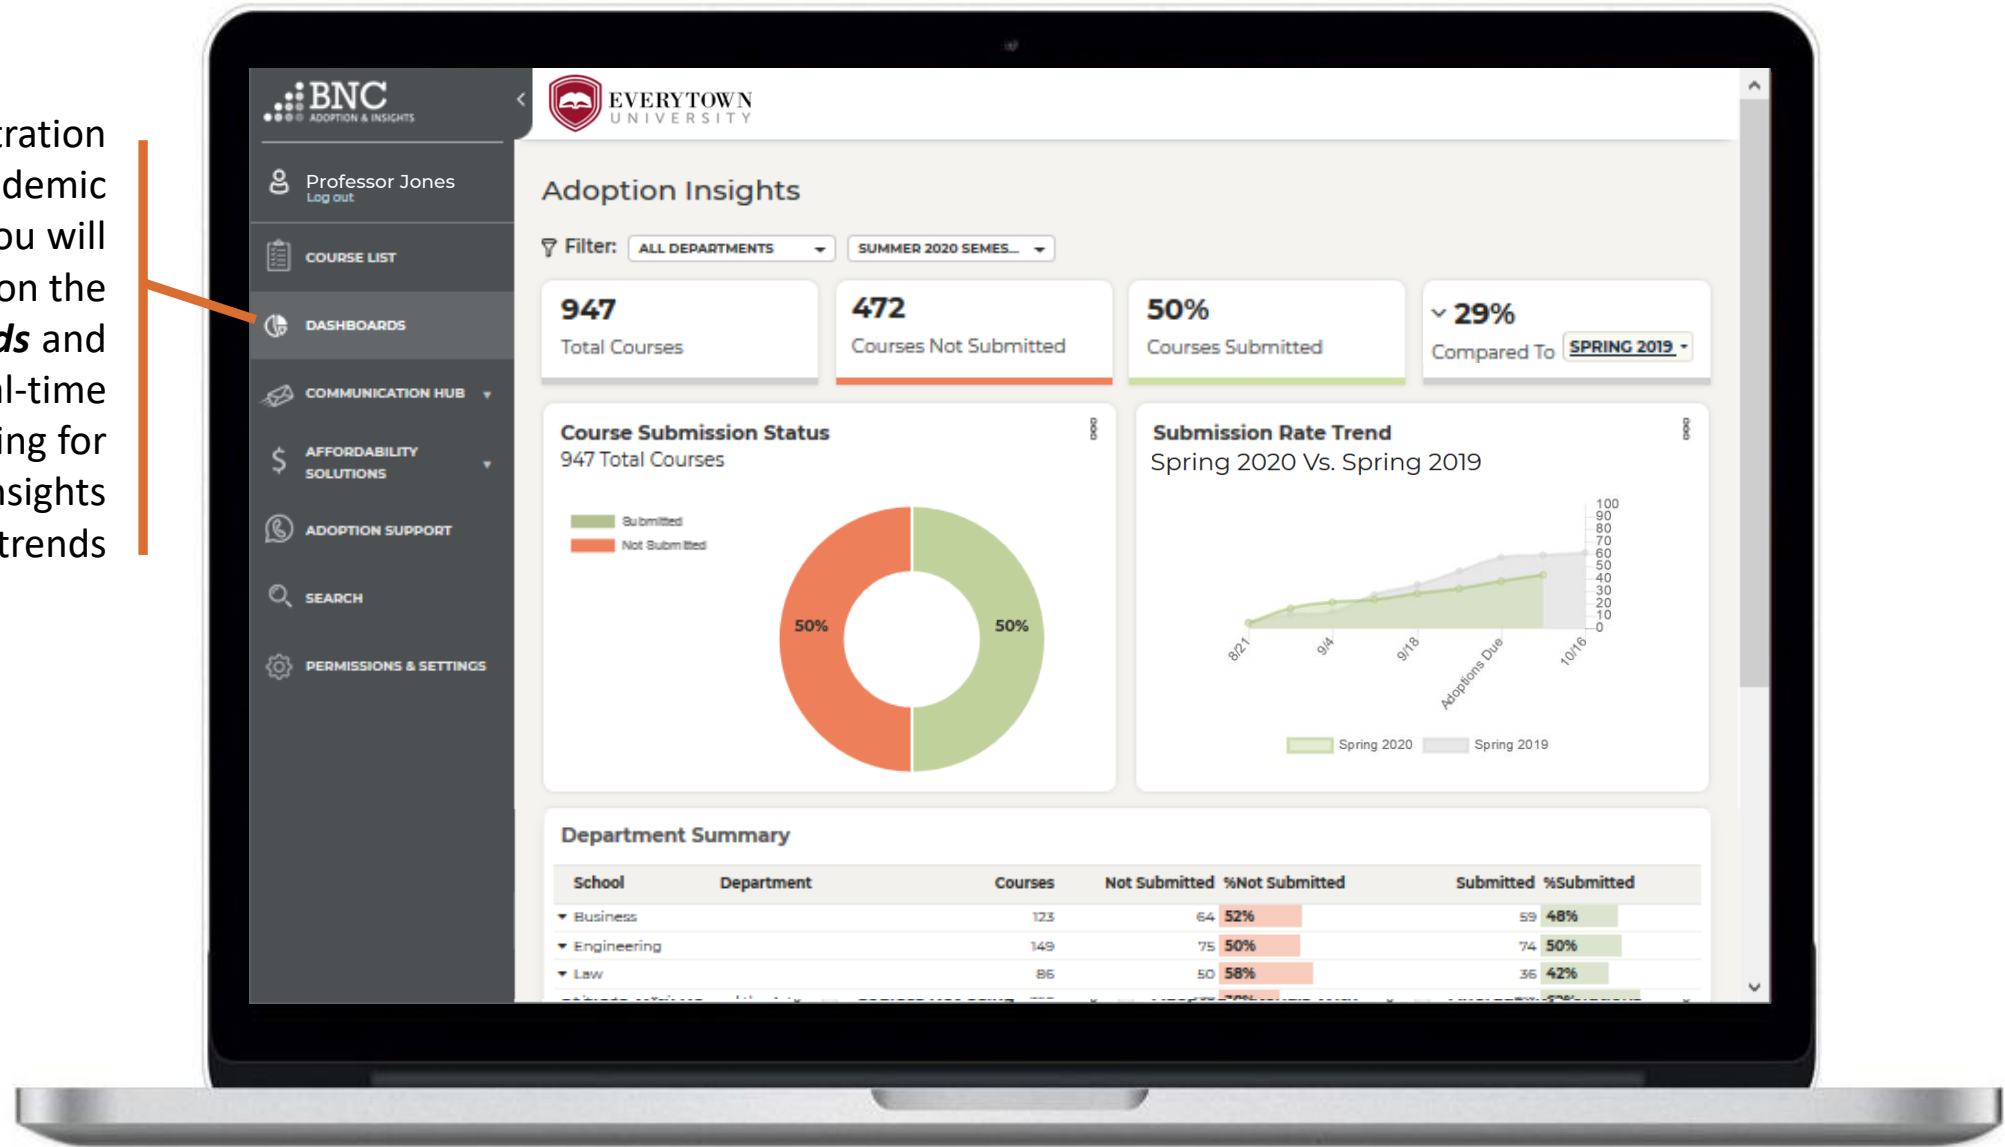 tration
demic
ou will
on the
ds and
al-time
ing for
nsights
trends
BNC
ADOPTION & INSIGHTS
Professor Jones
Log out
COURSE LIST
DASHBOARDS
COMMUNICATION HUB
AFFORDABILITY
SOLUTIONS
ADOPTION SUPPORT
SEARCH
PERMISSIONS & SETTINGS
EVERYTOWN
UNIVERSITY
Adoption Insights
Filter: ALL DEPARTMENTS SUMMER 2020 SEMES...
947
Total Courses
472
Courses Not Submitted
50%
Courses Submitted
29%
Compared To SPRING 2019
Course Submission Status
947 Total Courses
Submitted
Not Submitted
50% 50%
Submission Rate Trend
Spring 2020 Vs. Spring 2019
100
90
80
70
60
50
40
30
20
10
0
8/21 9/4 9/18 Adoptions Due 10/16
Spring 2020 Spring 2019
Department Summary
School Department Courses Not Submitted %Not Submitted Submitted %Submitted
Business 123 64 52% 59 48%
Engineering 149 75 50% 74 50%
Law 86 50 58% 36 42%